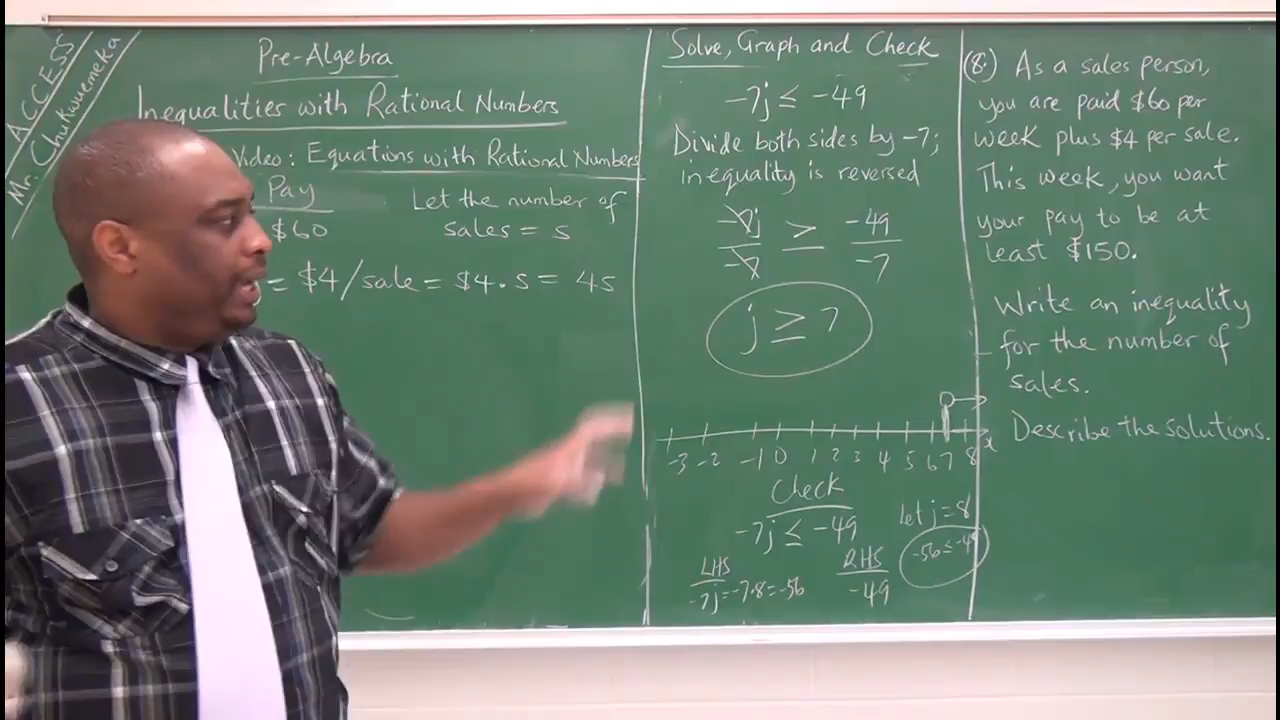 ACCESS
Mr. Chukwuemeka
Pre-Algebra
Inequalities with Rational Numbers
Video: Equations with Rational Numbers
Pay
$60
= $4/sale = $4 · s = 4s
Let the number of
sales = s
Solve, Graph and Check
-7j ≤ -49
Divide both sides by -7;
inequality is reversed
-7j ≥ -49
-7 -7
j ≥ 7
-3 -2 -1 0 1 2 3 4 5 6 7 8 x
Check
-7j ≤ -49
Let j = 8
LHS
-7j = -7·8 = -56
RHS
-49
-56 ≤ -49
(8.) As a sales person,
you are paid $60 per
week plus $4 per sale.
This week, you want
your pay to be at
least $150.
Write an inequality
for the number of
sales.
Describe the solutions.